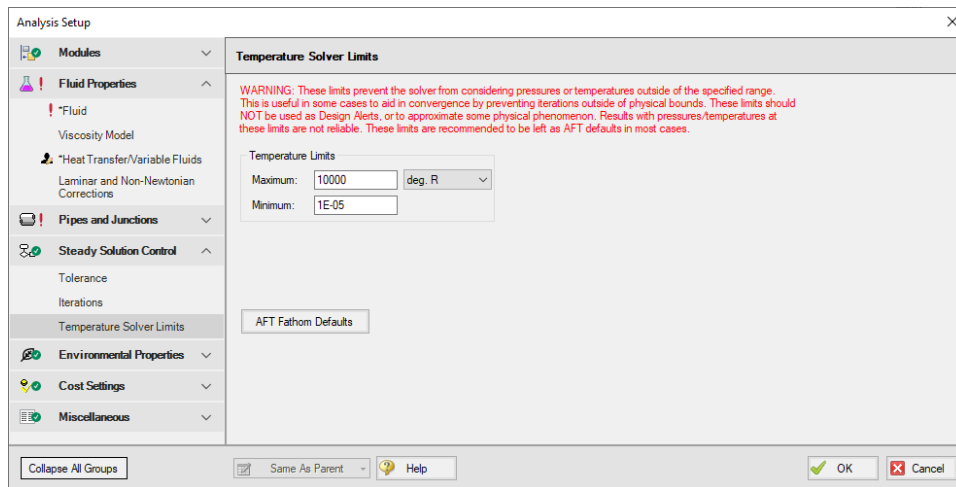 Analysis Setup
Modules
Fluid Properties
*Fluid
Viscosity Model
*Heat Transfer/Variable Fluids
Laminar and Non-Newtonian
Corrections
Pipes and Junctions
Steady Solution Control
Tolerance
Iterations
Temperature Solver Limits
Environmental Properties
Cost Settings
Miscellaneous
Temperature Solver Limits
WARNING: These limits prevent the solver from considering pressures or temperatures outside of the specified range.
This is useful in some cases to aid in convergence by preventing iterations outside of physical bounds. These limits should
NOT be used as Design Alerts, or to approximate some physical phenomenon. Results with pressures/temperatures at
these limits are not reliable. These limits are recommended to be left as AFT defaults in most cases.
Temperature Limits
Maximum: 10000 deg. R
Minimum: 1E-05
AFT Fathom Defaults
Collapse All Groups Same As Parent Help OK Cancel